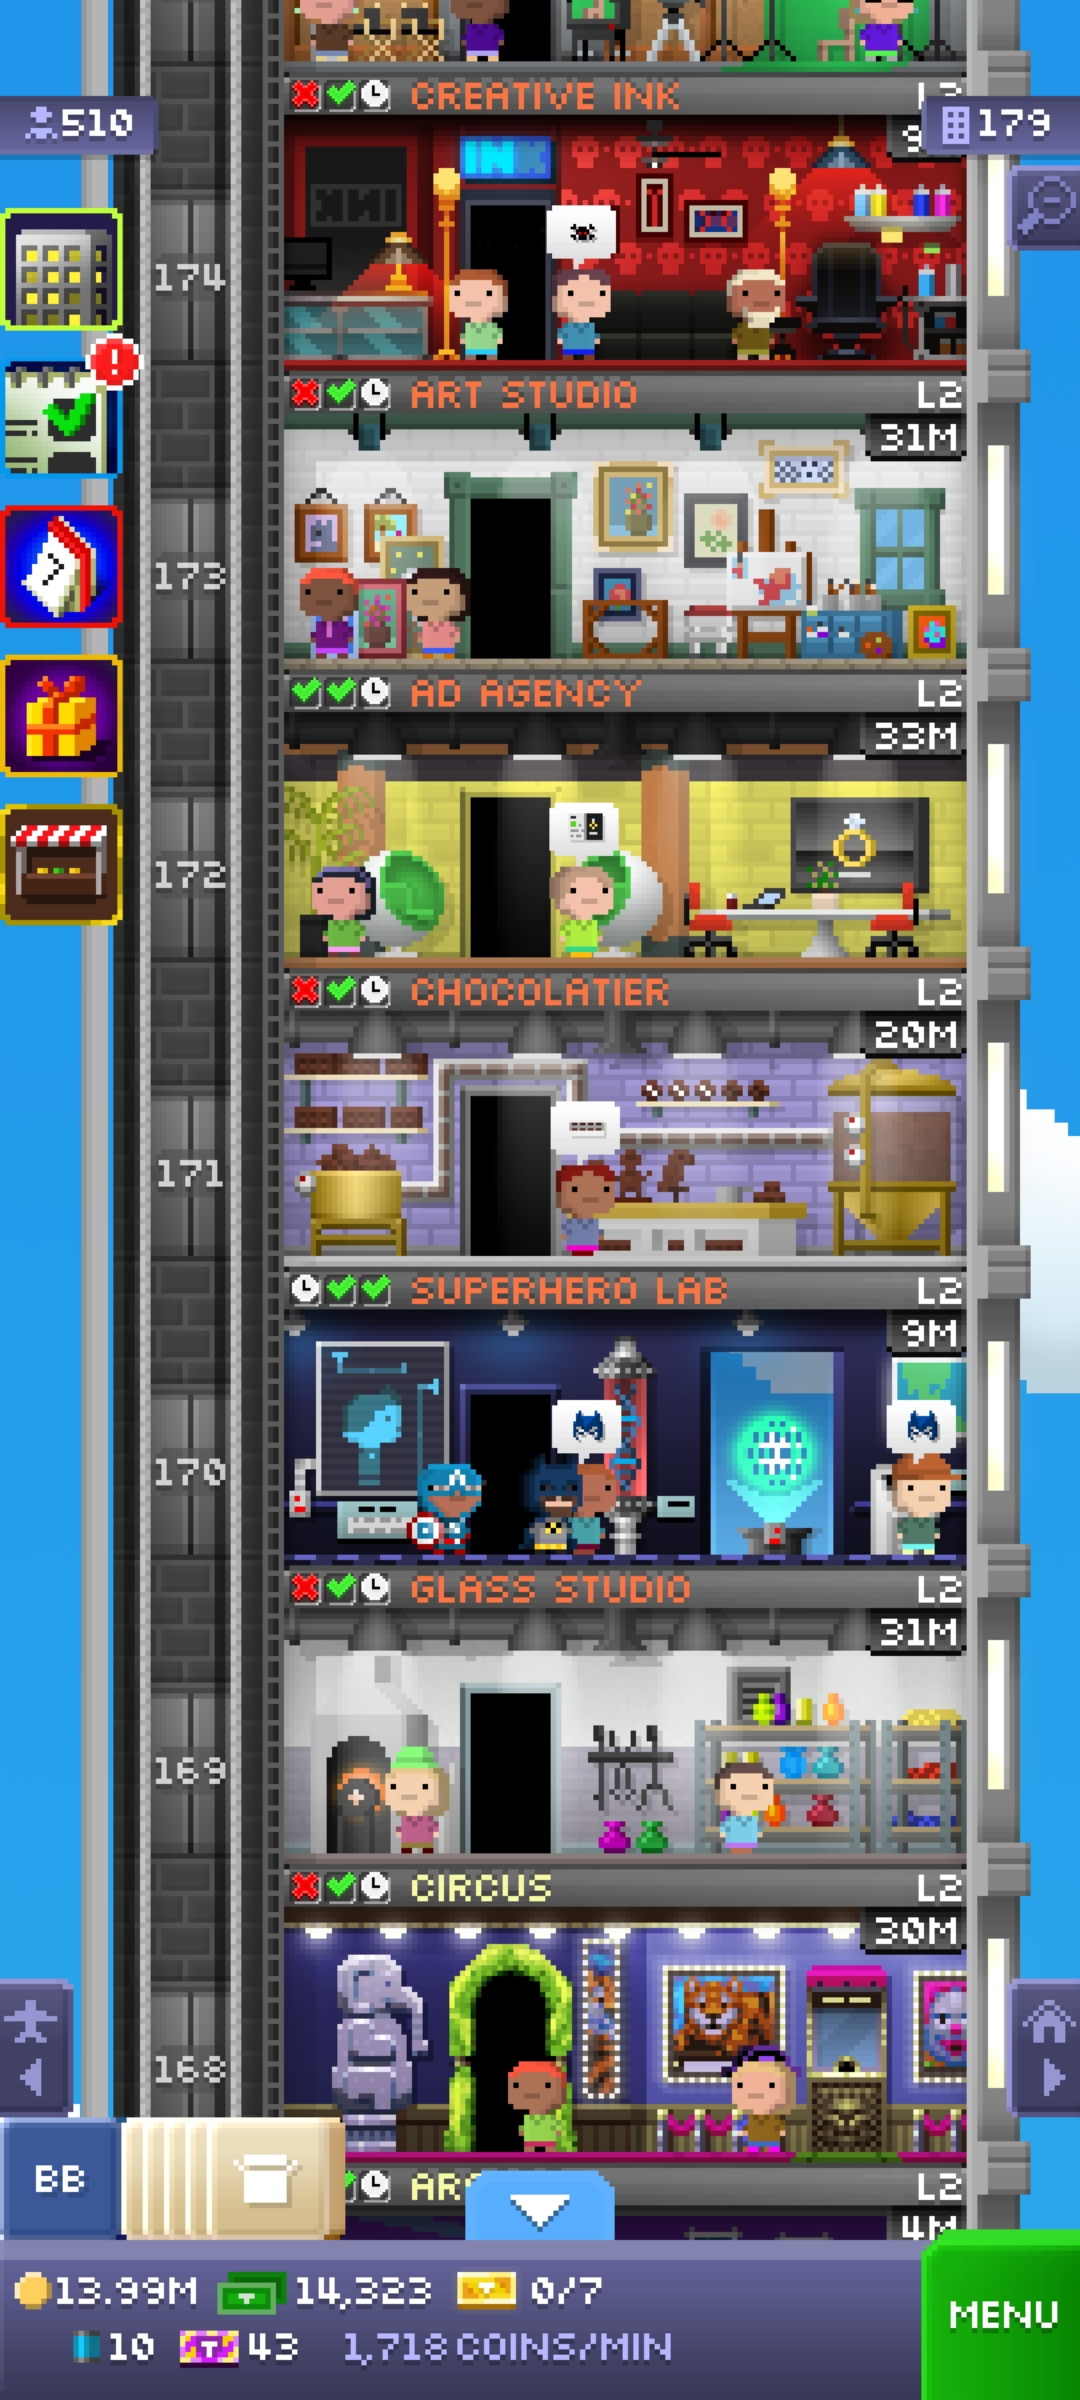 CREATIVE INK
510
179
INK
174
ART STUDIO L2
31M
173
AD AGENCY L2
33M
172
CHOCOLATIER L2
20M
171
SUPERHERO LAB L2
9M
170
GLASS STUDIO L2
31M
169
CIRCUS L2
30M
168
BB
L2
4M
13.99M 14,323 0/7
MENU
10 43 1,718 COINS/MIN